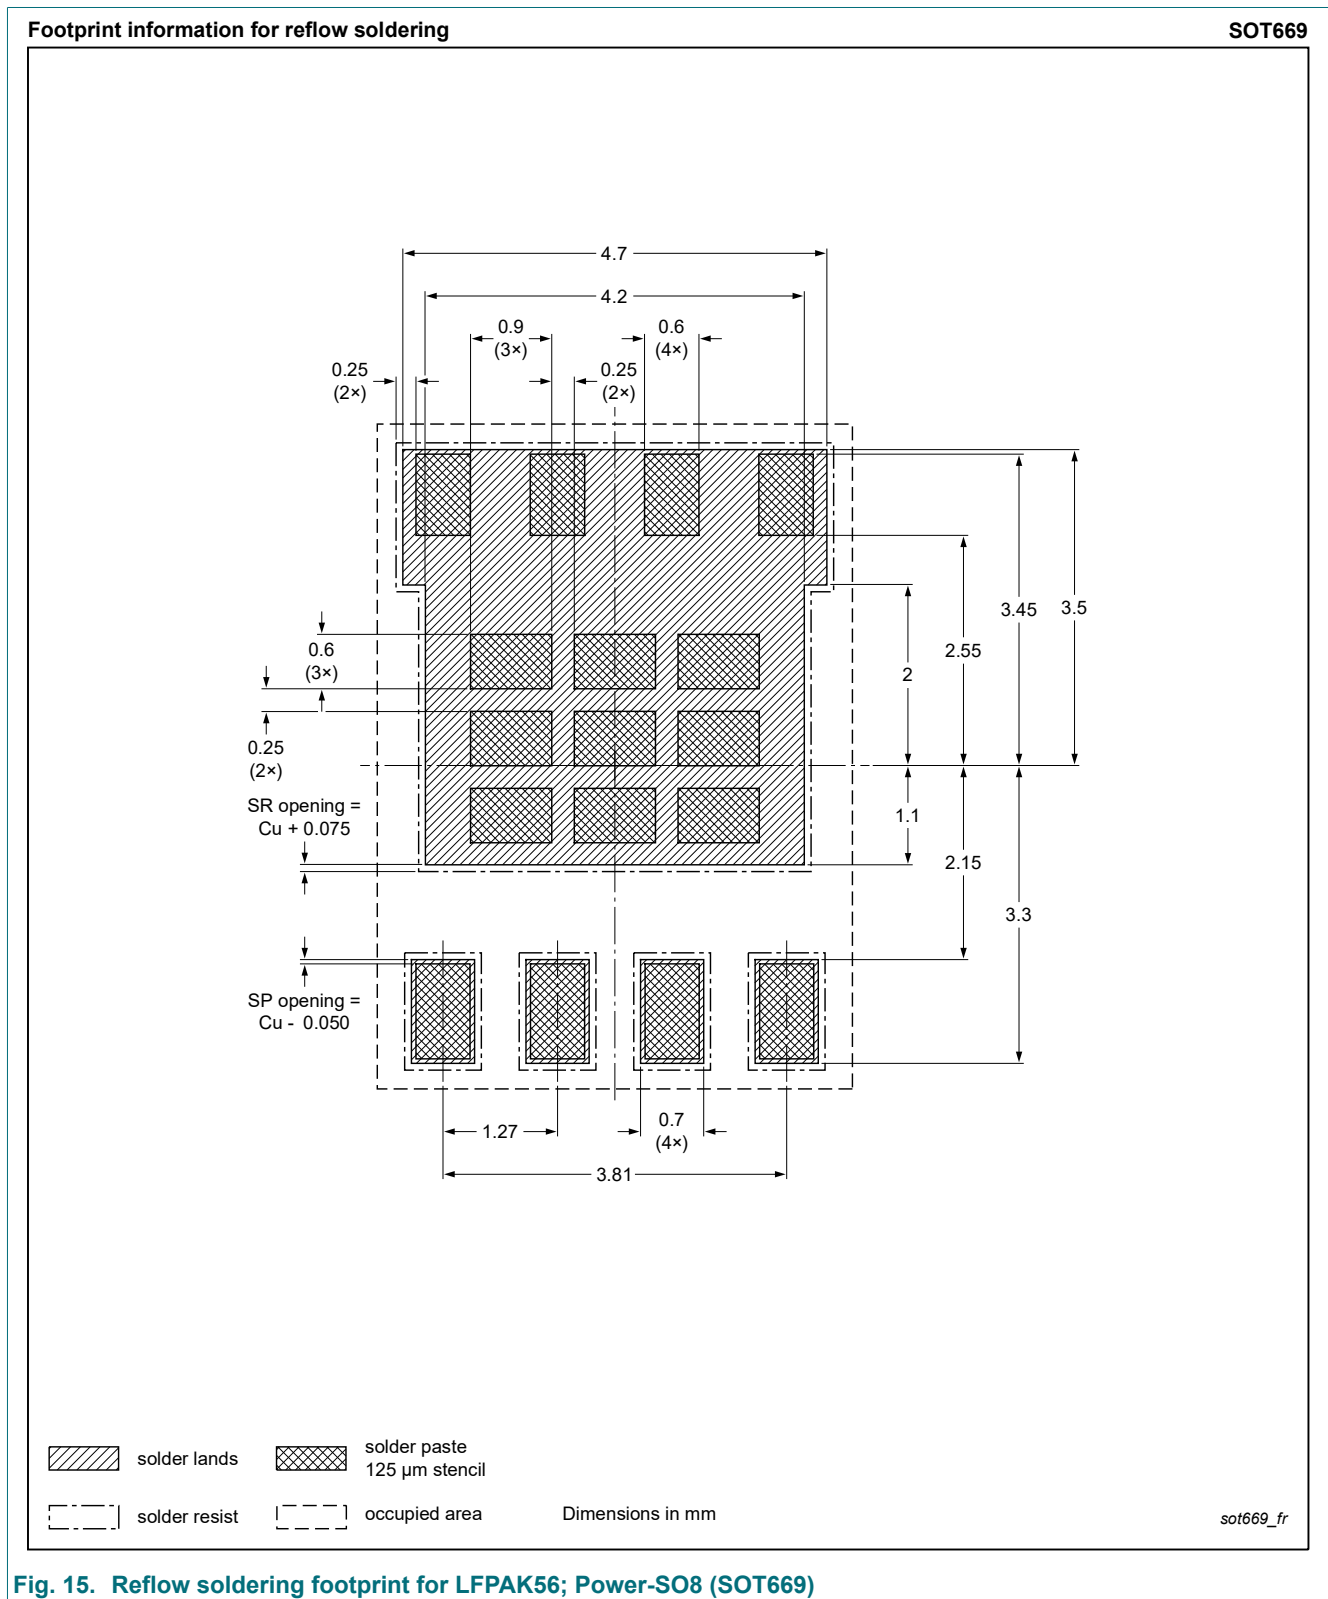 Footprint information for reflow soldering SOT669
4.7
4.2
0.9
(3×)
0.6
(4×)
0.25
(2×)
0.25
(2×)
3.45
3.5
2.55
2
0.6
(3×)
0.25
(2×)
SR opening =
Cu + 0.075
1.1
2.15
3.3
SP opening =
Cu - 0.050
1.27
0.7
(4×)
3.81
solder lands
solder paste
125 µm stencil
solder resist
occupied area
Dimensions in mm
sot669_fr
Fig. 15. Reflow soldering footprint for LFPAK56; Power-SO8 (SOT669)